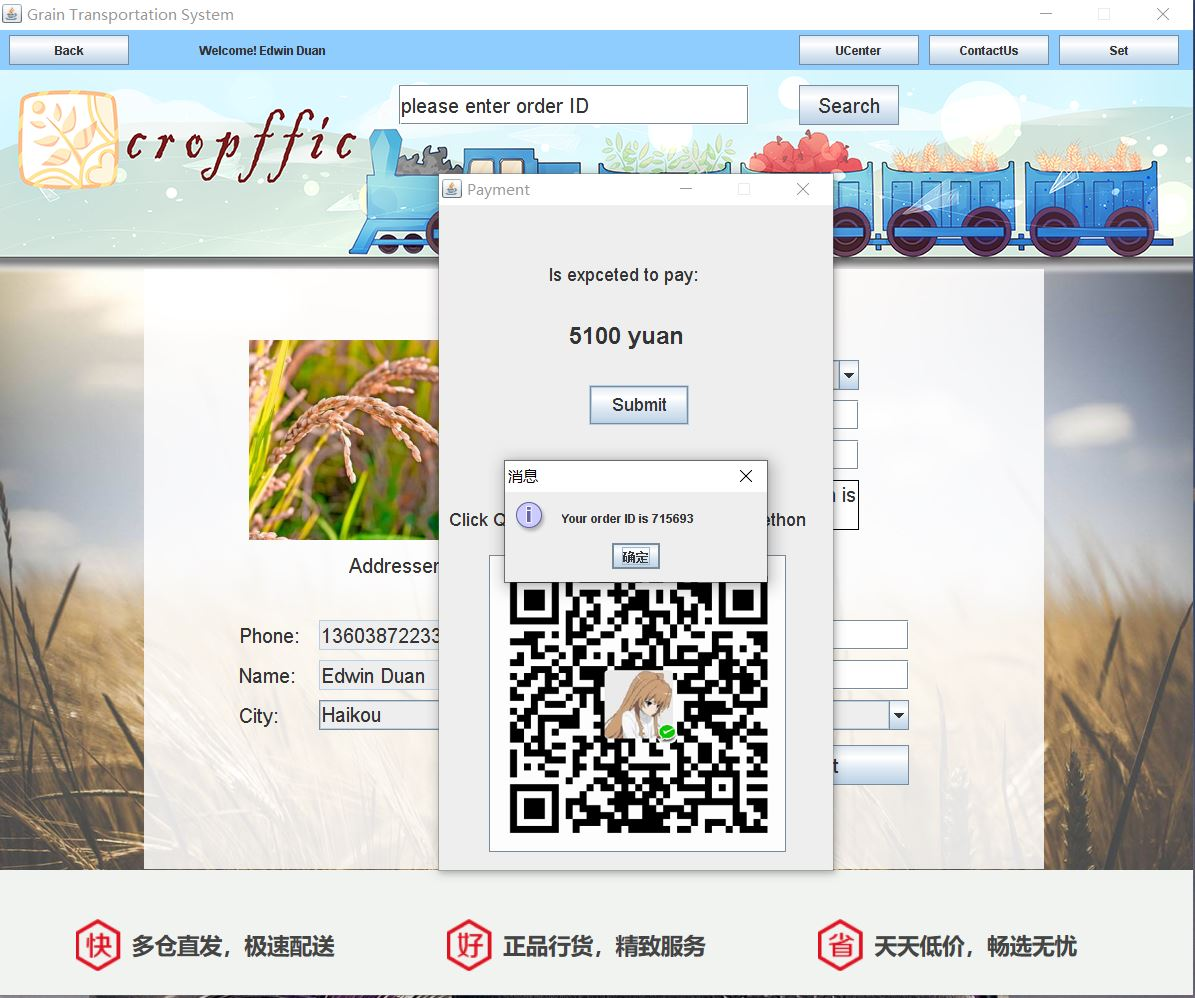 Grain Transportation System
Back
Welcome! Edwin Duan
UCenter
ContactUs
Set
cropffic
please enter order ID
Search
Payment
Is expceted to pay:
5100 yuan
Submit
消息
is
Your order ID is 715693
Click
确定
Addresser
Phone: 13603872233
Name: Edwin Duan
City: Haikou
快 多仓直发，极速配送
好 正品行货，精致服务
省 天天低价，畅选无忧